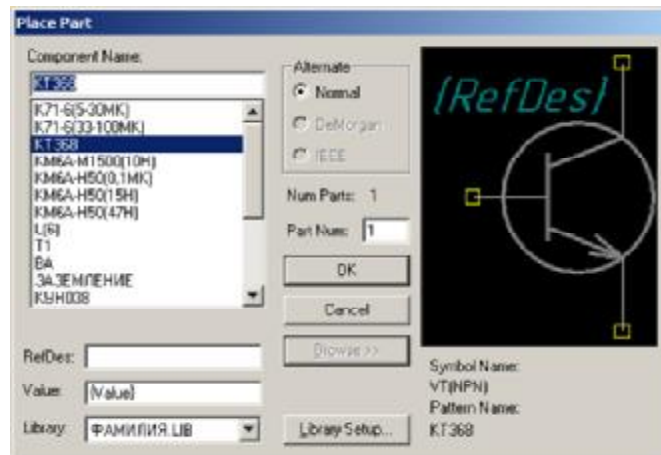 Place Part
Component Name:
KT368
K71-6(5-30MK)
K71-6(33-100MK)
KT368
KM6A-M1500(10H)
KM6A-H50(0,1MK)
KM6A-H50(15H)
KM6A-H50(47H)
L(6)
T1
BA
ЗАЗЕМЛЕНИЕ
Alternate
Normal
DeMorgan
IEEE
Num Parts: 1
Part Num: 1
OK
Cancel
Browse >>
RefDes:
Value: {Value}
Library: ФАМИЛИЯ.LIB
Library Setup...
{RefDes}
Symbol Name:
VT(NPN)
Pattern Name:
KT368